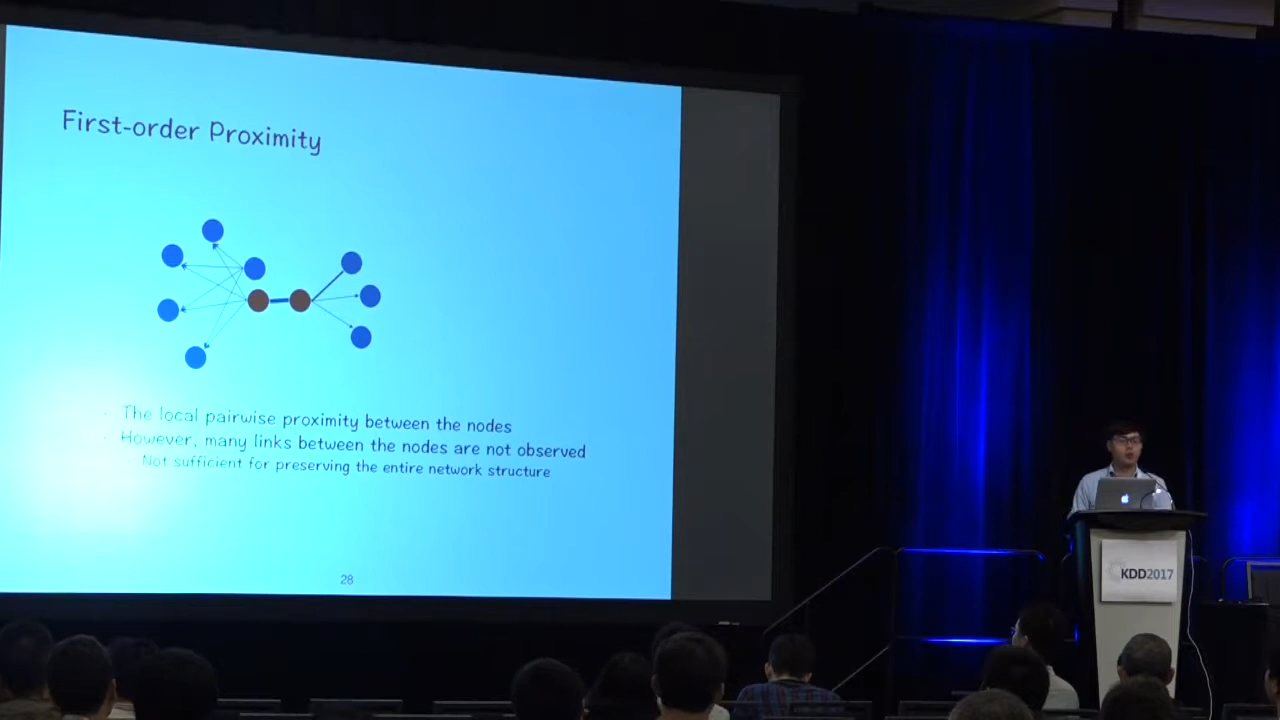 First-order Proximity
- The local pairwise proximity between the nodes
- However, many links between the nodes are not observed
- Not sufficient for preserving the entire network structure
28
KDD2017